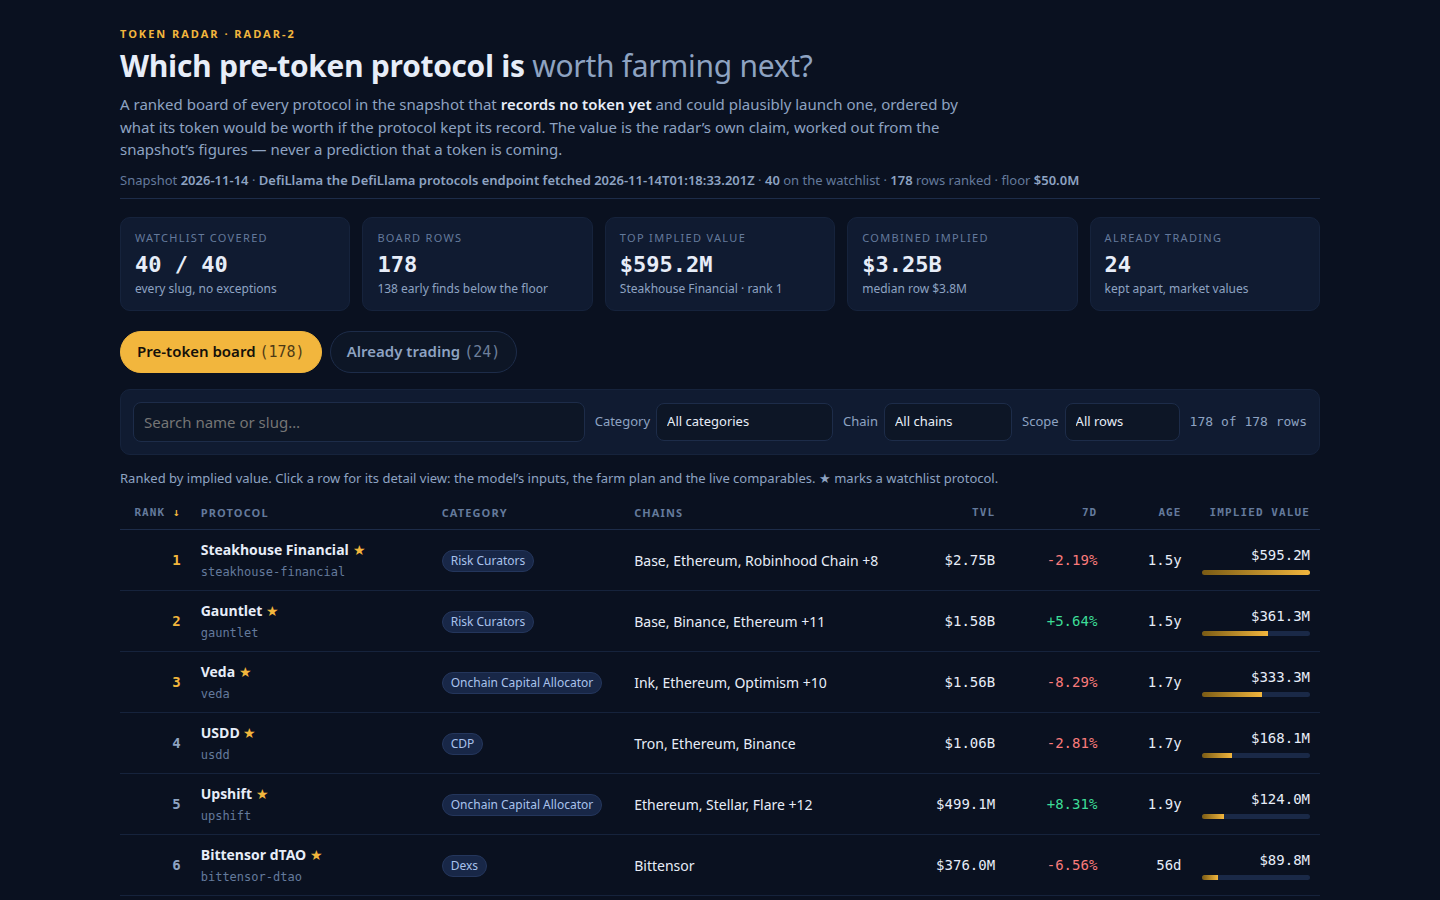 TOKEN RADAR · RADAR-2
Which pre-token protocol is worth farming next?
A ranked board of every protocol in the snapshot that records no token yet and could plausibly launch one, ordered by
what its token would be worth if the protocol kept its record. The value is the radar’s own claim, worked out from the
snapshot’s figures — never a prediction that a token is coming.
Snapshot 2026-11-14 · DefiLlama the DefiLlama protocols endpoint fetched 2026-11-14T01:18:33.201Z · 40 on the watchlist · 178 rows ranked · floor $50.0M
WATCHLIST COVERED
40 / 40
every slug, no exceptions
BOARD ROWS
178
138 early finds below the floor
TOP IMPLIED VALUE
$595.2M
Steakhouse Financial · rank 1
COMBINED IMPLIED
$3.25B
median row $3.8M
ALREADY TRADING
24
kept apart, market values
Pre-token board (178)
Already trading (24)
Search name or slug... Category All categories Chain All chains Scope All rows 178 of 178 rows
Ranked by implied value. Click a row for its detail view: the model’s inputs, the farm plan and the live comparables. ★ marks a watchlist protocol.
RANK ↓ PROTOCOL CATEGORY CHAINS TVL 7D AGE IMPLIED VALUE
1 Steakhouse Financial ★ Risk Curators Base, Ethereum, Robinhood Chain +8 $2.75B -2.19% 1.5y $595.2M
steakhouse-financial
2 Gauntlet ★ Risk Curators Base, Binance, Ethereum +11 $1.58B +5.64% 1.5y $361.3M
gauntlet
3 Veda ★ Onchain Capital Allocator Ink, Ethereum, Optimism +10 $1.56B -8.29% 1.7y $333.3M
veda
4 USDD ★ CDP Tron, Ethereum, Binance $1.06B -2.81% 1.7y $168.1M
usdd
5 Upshift ★ Onchain Capital Allocator Ethereum, Stellar, Flare +12 $499.1M +8.31% 1.9y $124.0M
upshift
6 Bittensor dTAO ★ Dexs Bittensor $376.0M -6.56% 56d $89.8M
bittensor-dtao